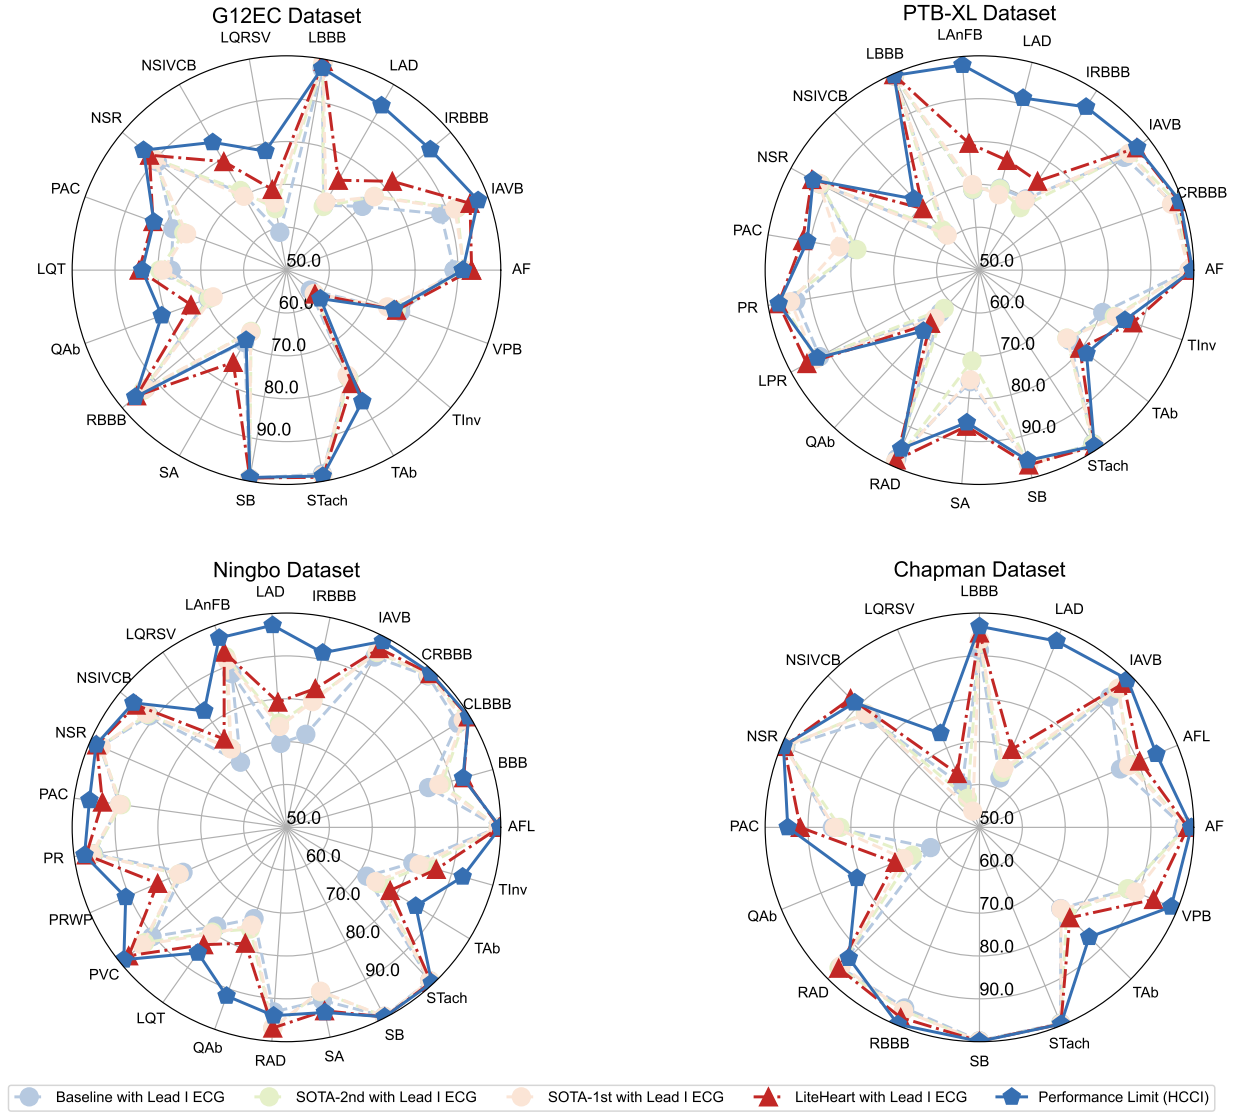 G12EC Dataset
LQRSV
LBBB
NSIVCB
LAD
NSR
IRBBB
PAC
IAVB
LQT
AF
QAb
VPB
RBBB
TInv
SA
TAb
SB
STach
50.0
60.0
70.0
80.0
90.0
PTB-XL Dataset
LAnFB
LAD
LBBB
IRBBB
NSIVCB
IAVB
NSR
CRBBB
PAC
AF
PR
TInv
LPR
TAb
QAb
STach
RAD
SA
SB
50.0
60.0
70.0
80.0
90.0
Ningbo Dataset
LAD
IRBBB
LAnFB
IAVB
LQRSV
CRBBB
NSIVCB
CLBBB
NSR
BBB
PAC
AFL
PR
TInv
PRWP
TAb
PVC
STach
LQT
SB
QAb
RAD
SA
50.0
60.0
70.0
80.0
90.0
Chapman Dataset
LBBB
LQRSV
LAD
NSIVCB
IAVB
NSR
AFL
PAC
AF
QAb
VPB
RAD
TAb
RBBB
STach
SB
50.0
60.0
70.0
80.0
90.0
Baseline with Lead I ECG
SOTA-2nd with Lead I ECG
SOTA-1st with Lead I ECG
LiteHeart with Lead I ECG
Performance Limit (HCCI)